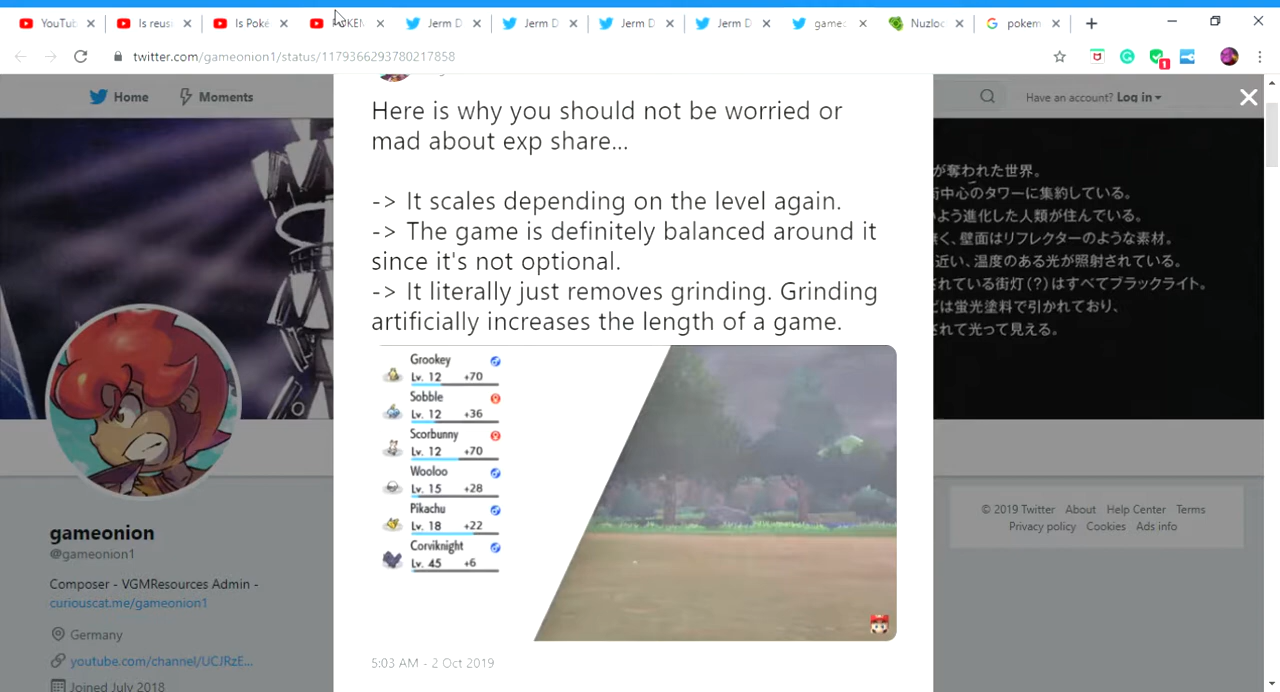 YouTub
Is reusi
Is Poké
POKEM
Jerm D
Jerm D
Jerm D
Jerm D
gameo
Nuzloc
pokem
twitter.com/gameonion1/status/1179366293780217858
1
Home
Moments
Have an account? Log in
Here is why you should not be worried or
mad about exp share...
-> It scales depending on the level again.
-> The game is definitely balanced around it
since it's not optional.
-> It literally just removes grinding. Grinding
artificially increases the length of a game.
Grookey
Lv. 12 +70
Sobble
Lv. 12 +36
Scorbunny
Lv. 12 +70
Wooloo
Lv. 15 +28
Pikachu
Lv. 18 +22
Corviknight
Lv. 45 +6
5:03 AM - 2 Oct 2019
gameonion
@gameonion1
Composer - VGMResources Admin -
curiouscat.me/gameonion1
Germany
youtube.com/channel/UCJRzE...
Joined July 2018
が奪われた世界。
中心のタワーに集約している。
よう進化した人類が住んでいる。
く、壁面はリフレクターのような素材。
近い、温度のある光が照射されている。
されている街灯(?)はすべてブラックライト。
は蛍光塗料で引かれており、
されて光って見える。
© 2019 Twitter About Help Center Terms
Privacy policy Cookies Ads info